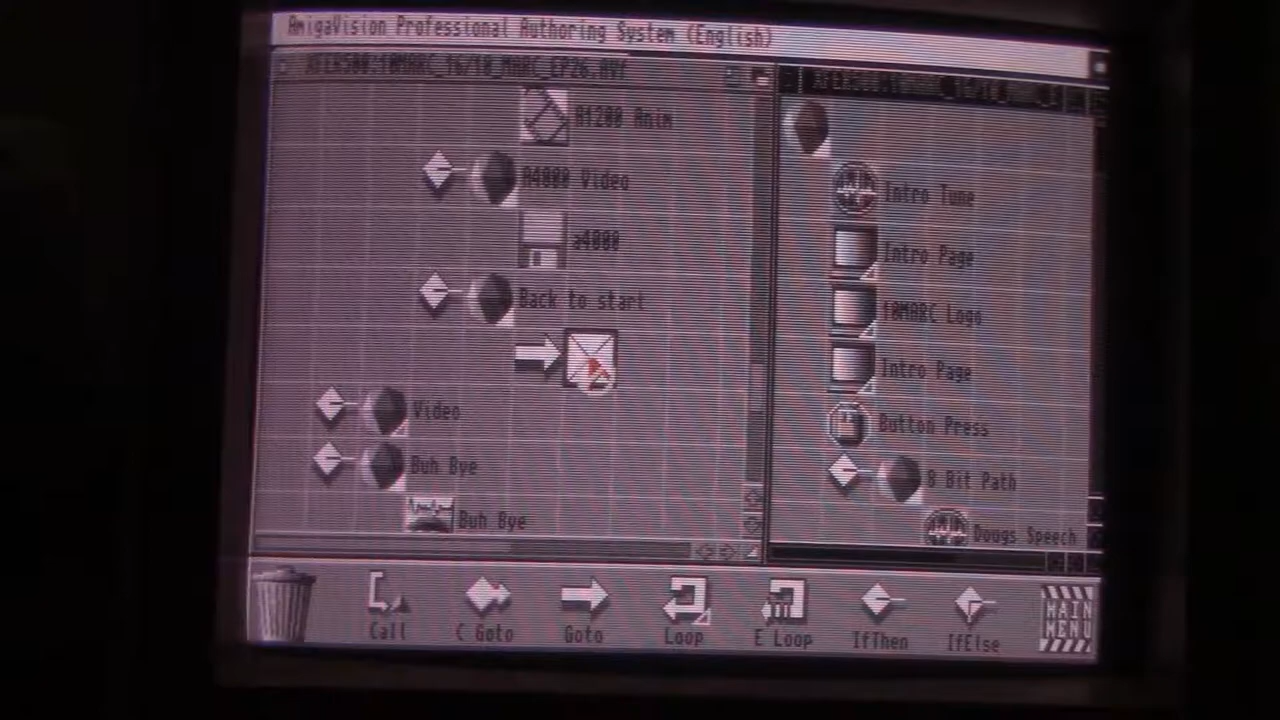 AmigaVision Professional Authoring System (English)
A1200 Anim
A4000 Video
a4000
Back to start
Video
Buh Bye
Buh Bye
Intro Tune
Intro Page
10MARC Logo
Intro Page
Button Press
8 Bit Path
Dougs Speech
Call
C Goto
Goto
Loop
E Loop
IfThen
IfElse
MAIN
MENU